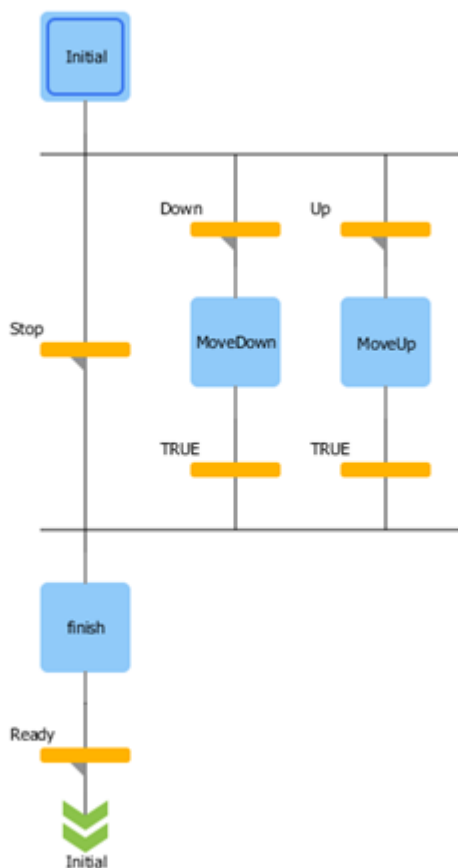 Initial
Down
Up
Stop
MoveDown
MoveUp
TRUE
TRUE
finish
Ready
Initial